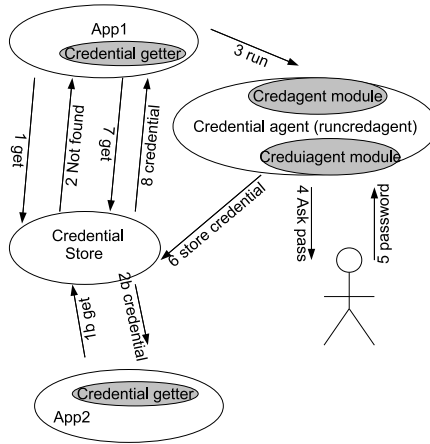 App1
Credential getter
3 run
Credagent module
Credential agent (runcredagent)
Creduiagent module
1 get
2 Not found
7 get
8 credential
6 store credential
4 Ask pass
5 password
Credential
Store
1b get
2b credential
Credential getter
App2